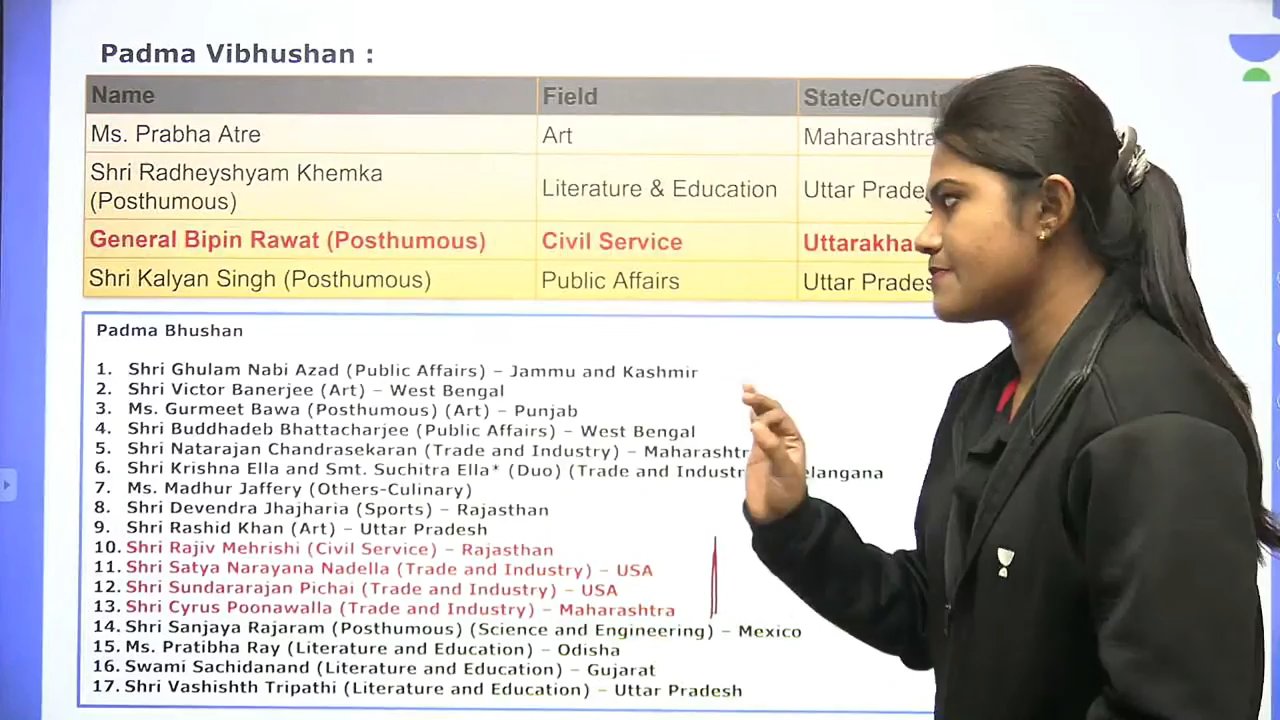 Padma Vibhushan :
Name Field
Ms. Prabha Atre Art Maharashtra
Shri Radheyshyam Khemka
(Posthumous) Literature & Education Uttar
General Bipin Rawat (Posthumous) Civil Service
Shri Kalyan Singh (Posthumous) Public Affairs Uttar
Padma Bhushan
1. Shri Ghulam Nabi Azad (Public Affairs) – Jammu and Kashmir
2. Shri Victor Banerjee (Art) – West Bengal
3. Ms. Gurmeet Bawa (Posthumous) (Art) – Punjab
4. Shri Buddhadeb Bhattacharjee (Public Affairs) – West Bengal
5. Shri Natarajan Chandrasekaran (Trade and Industry) –
6. Shri Krishna Ella and Smt. Suchitra Ella* (Duo) (Trade and
7. Ms. Madhur Jaffery (Others-Culinary)
8. Shri Devendra Jhajharia (Sports) – Rajasthan
9. Shri Rashid Khan (Art) – Uttar Pradesh
10. Shri Rajiv Mehrishi (Civil Service) – Rajasthan
11. Shri Satya Narayana Nadella (Trade and Industry) – USA
12. Shri Sundararajan Pichai (Trade and Industry) – USA
13. Shri Cyrus Poonawalla (Trade and Industry) – Maharashtra
14. Shri Sanjaya Rajaram (Posthumous) (Science and Engineering) – Mexico
15. Ms. Pratibha Ray (Literature and Education) – Odisha
16. Swami Sachidanand (Literature and Education) – Gujarat
17. Shri Vashishth Tripathi (Literature and Education) – Uttar Pradesh